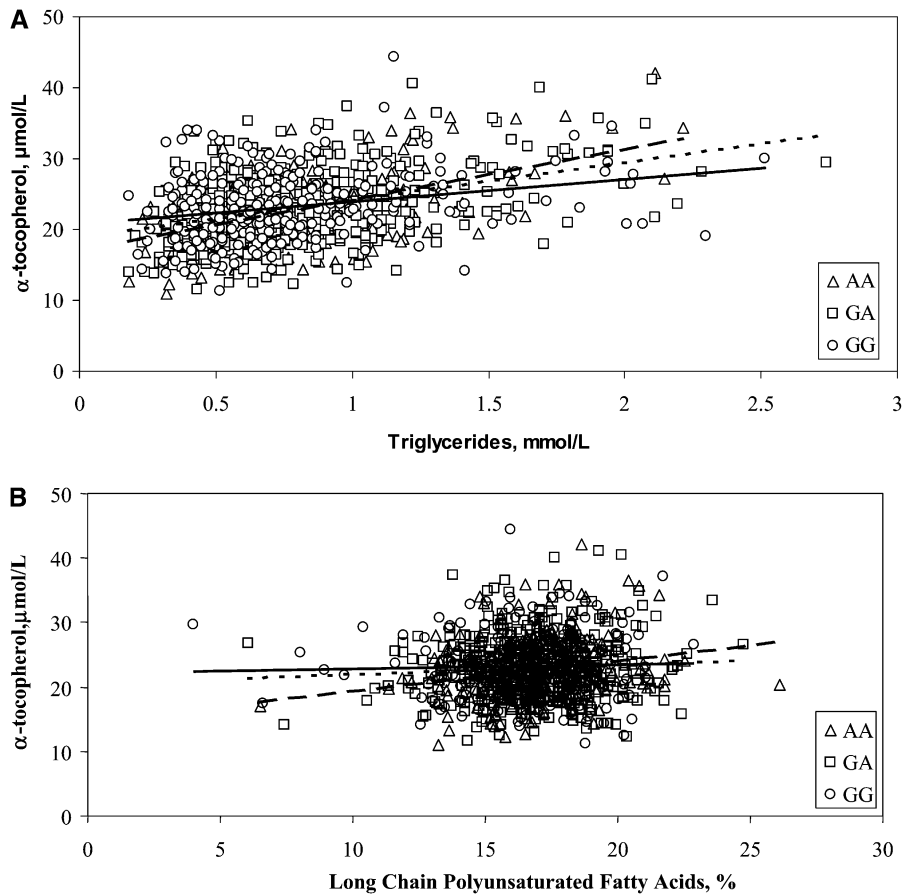 A
50
40
30
20
10
0
α-tocopherol, μmol/L
0 0.5 1 1.5 2 2.5 3
Triglycerides, mmol/L
AA
GA
GG
B
50
40
30
20
10
0
α-tocopherol,μmol/L
0 5 10 15 20 25 30
Long Chain Polyunsaturated Fatty Acids, %
AA
GA
GG